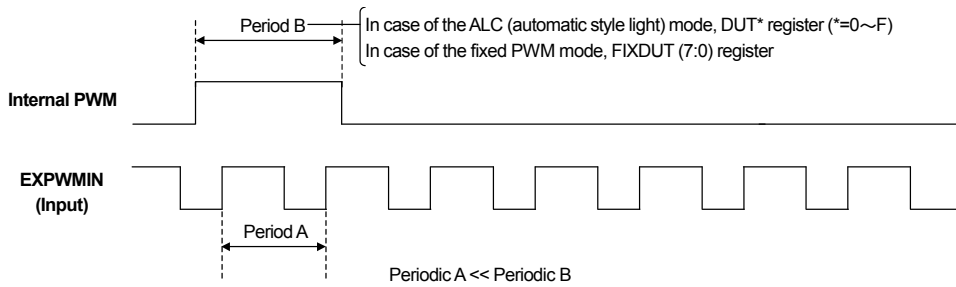 Period B
In case of the ALC (automatic style light) mode, DUT* register (*=0～F)
In case of the fixed PWM mode, FIXDUT (7:0) register
Internal PWM
EXPWMIN
(Input)
Period A
Periodic A << Periodic B